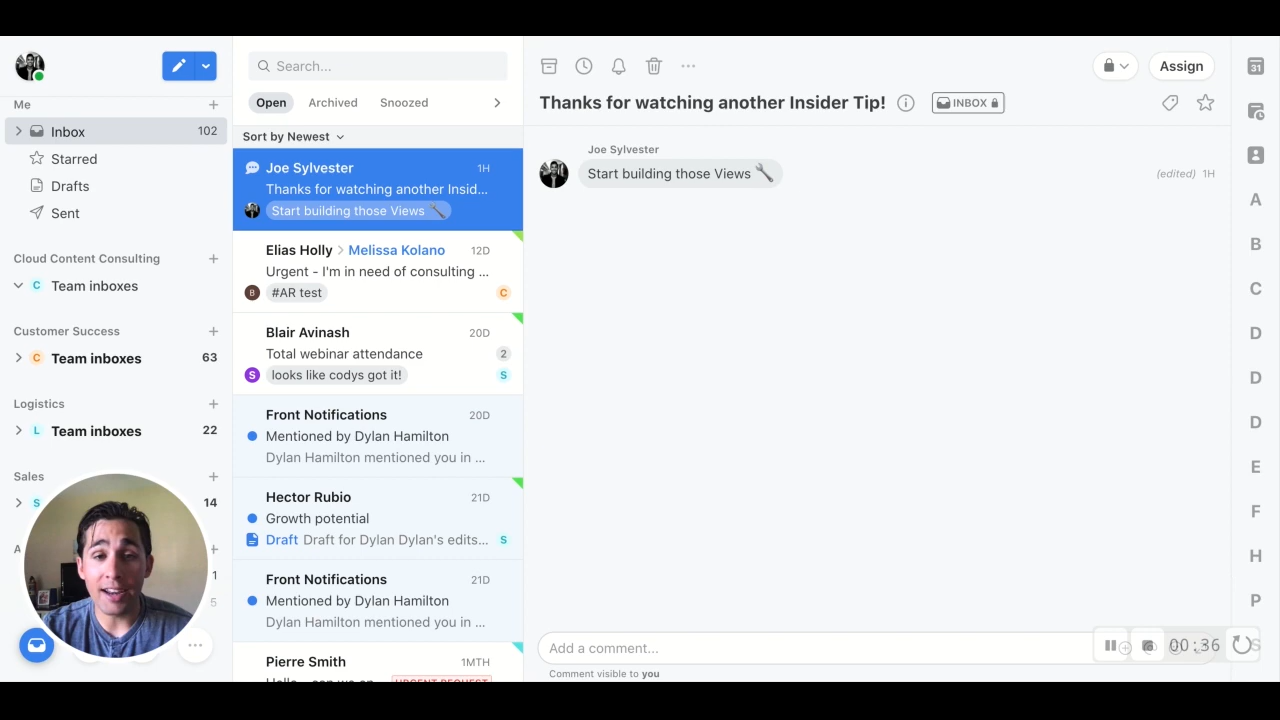 Me
Inbox 102
Starred
Drafts
Sent
Cloud Content Consulting
C Team inboxes
Customer Success
C Team inboxes 63
Logistics
L Team inboxes 22
Sales
S 14
A
1
5
Search...
Open Archived Snoozed
Sort by Newest
Joe Sylvester 1H
Thanks for watching another Insid...
Start building those Views
Elias Holly > Melissa Kolano 12D
Urgent - I'm in need of consulting ...
B #AR test C
Blair Avinash 20D
Total webinar attendance 2
S looks like codys got it! S
Front Notifications 20D
Mentioned by Dylan Hamilton
Dylan Hamilton mentioned you in ...
Hector Rubio 21D
Growth potential
Draft Draft for Dylan Dylan's edits... S
Front Notifications 21D
Mentioned by Dylan Hamilton
Dylan Hamilton mentioned you in ...
Pierre Smith 1MTH
URGENT REQUEST
Assign
Thanks for watching another Insider Tip! INBOX
Joe Sylvester
Start building those Views (edited) 1H
Add a comment...
Comment visible to you
00:36
31
A
B
C
D
D
D
E
F
H
P
S